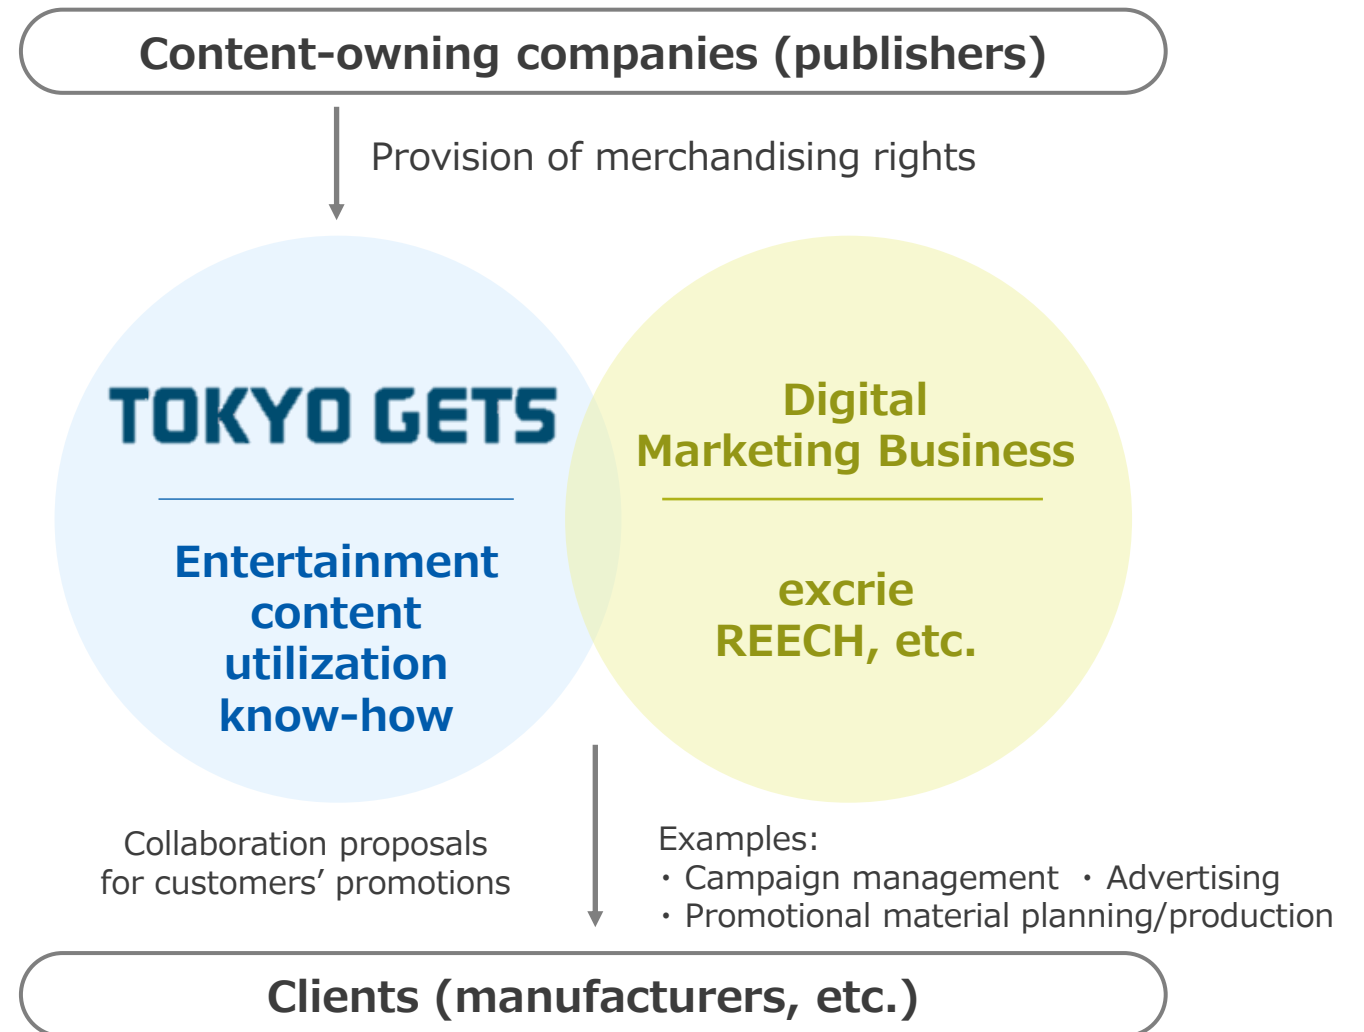 Content-owning companies (publishers)
Provision of merchandising rights
TOKYO GETS
Entertainment
content
utilization
know-how
Digital
Marketing Business
excrie
REECH, etc.
Collaboration proposals
for customers’ promotions
Examples:
・Campaign management ・Advertising
・Promotional material planning/production
Clients (manufacturers, etc.)